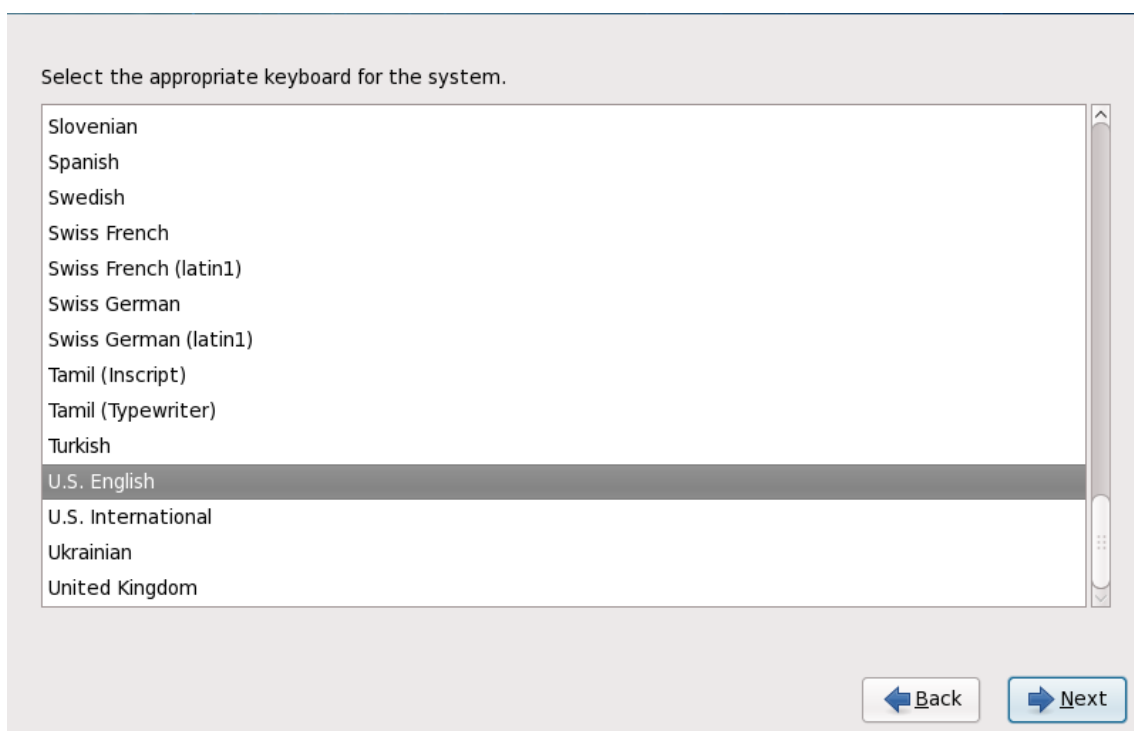 Select the appropriate keyboard for the system.
Slovenian
Spanish
Swedish
Swiss French
Swiss French (latin1)
Swiss German
Swiss German (latin1)
Tamil (Inscript)
Tamil (Typewriter)
Turkish
U.S. English
U.S. International
Ukrainian
United Kingdom
Back
Next